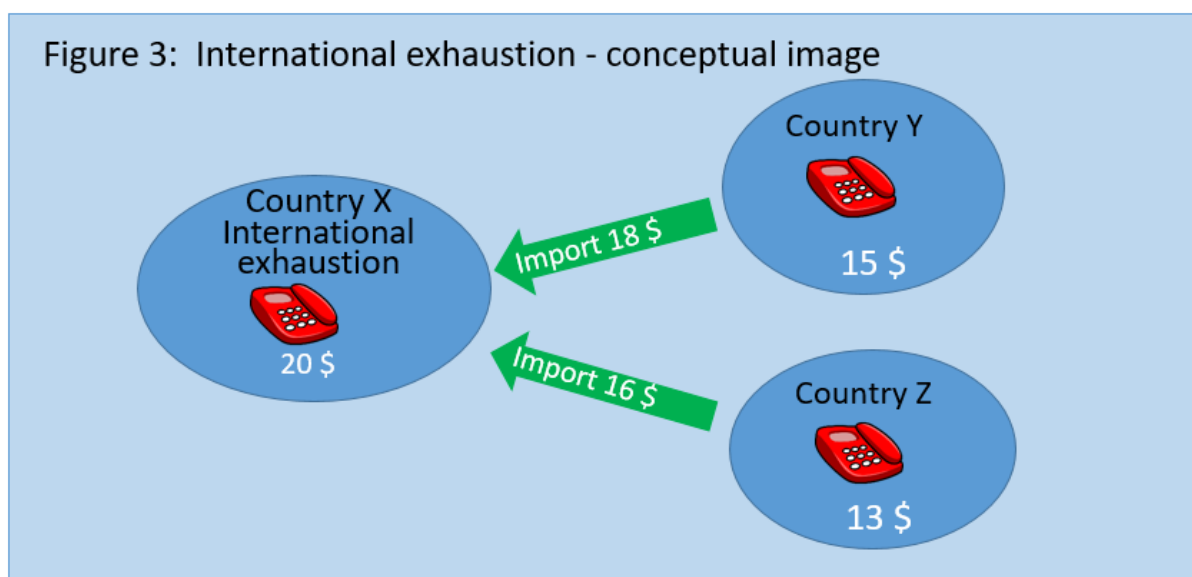 Figure 3:  International exhaustion - conceptual image
Country X
International
exhaustion
20 $
Import 18 $
Import 16 $
Country Y
15 $
Country Z
13 $